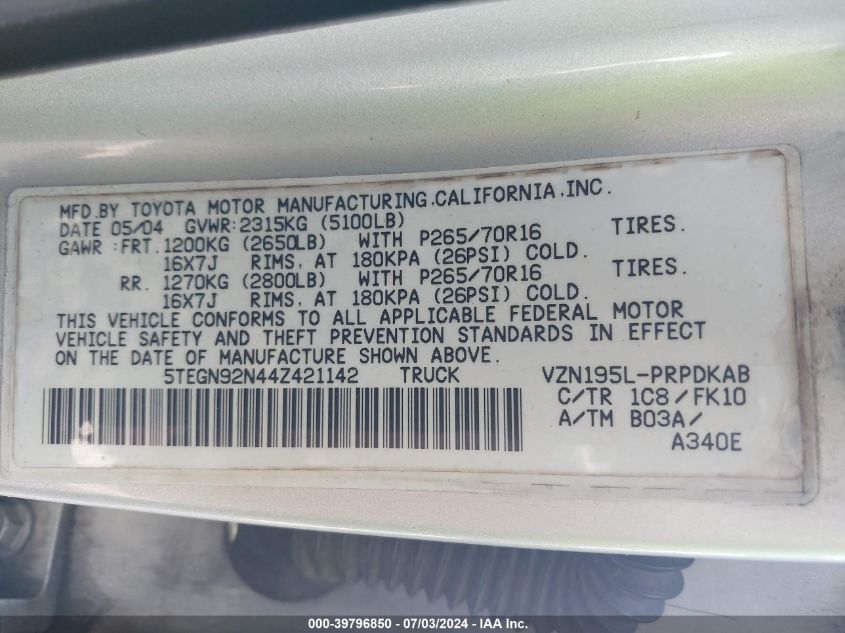 MFD.BY TOYOTA MOTOR MANUFACTURING.CALIFORNIA,INC.
DATE 05/04 GVWR:2315KG (5100LB)
GAWR :FRT.1200KG (2650LB) WITH P265/70R16 TIRES.
16X7J RIMS, AT 180KPA (26PSI) COLD.
RR. 1270KG (2800LB) WITH P265/70R16 TIRES.
16X7J RIMS, AT 180KPA (26PSI) COLD.
THIS VEHICLE CONFORMS TO ALL APPLICABLE FEDERAL MOTOR
VEHICLE SAFETY AND THEFT PREVENTION STANDARDS IN EFFECT
ON THE DATE OF MANUFACTURE SHOWN ABOVE.
5TEGN92N44Z421142 TRUCK VZN195L-PRPDKAB
C/TR 1C8/FK10
A/TM B03A/
A340E
000-39796850 - 07/03/2024 - IAA Inc.